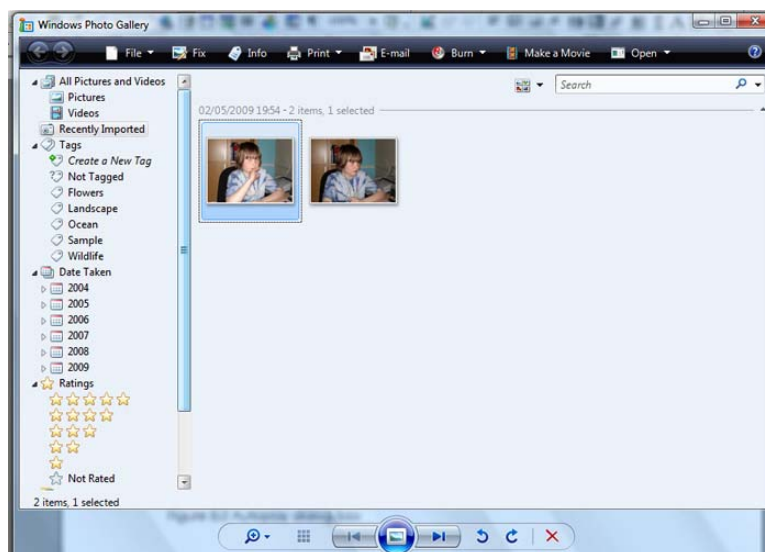 Windows Photo Gallery
File Fix Info Print E-mail Burn Make a Movie Open
All Pictures and Videos
Pictures
Videos
Recently Imported
Tags
Create a New Tag
Not Tagged
Flowers
Landscape
Ocean
Sample
Wildlife
Date Taken
2004
2005
2006
2007
2008
2009
Ratings
Not Rated
Search
02/05/2009 19:54 - 2 items, 1 selected
2 items, 1 selected